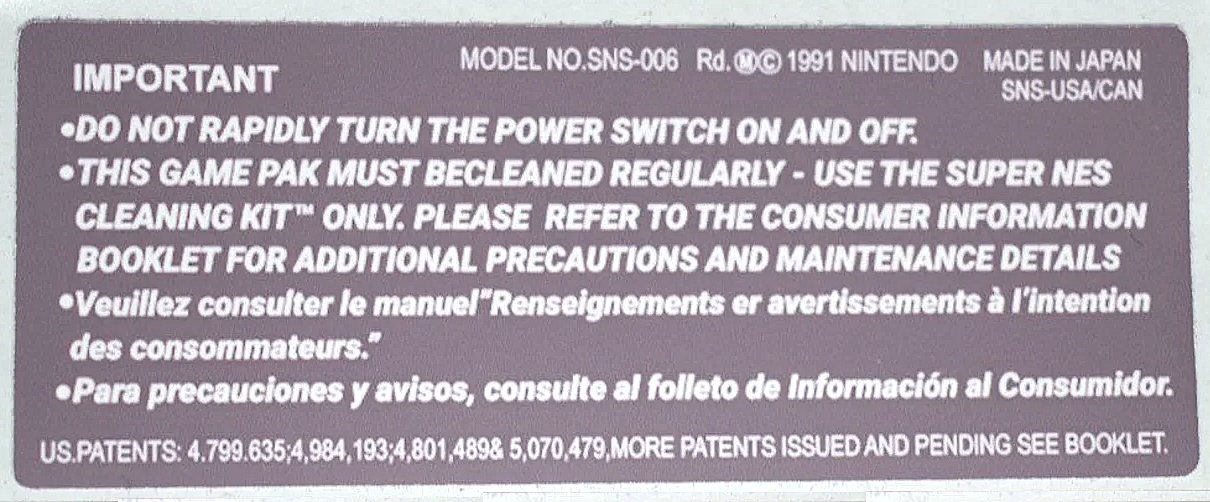 MODEL NO.SNS-006 Rd.ⓂⒸ 1991 NINTENDO MADE IN JAPAN
IMPORTANT
SNS-USA/CAN
•DO NOT RAPIDLY TURN THE POWER SWITCH ON AND OFF.
•THIS GAME PAK MUST BECLEANED REGULARLY - USE THE SUPER NES
CLEANING KIT™ ONLY. PLEASE REFER TO THE CONSUMER INFORMATION
BOOKLET FOR ADDITIONAL PRECAUTIONS AND MAINTENANCE DETAILS
•Veuillez consulter le manuel"Renseignements er avertissements à l'intention
des consommateurs."
•Para precauciones y avisos, consulte al folleto de Información al Consumidor.
US.PATENTS: 4.799.635;4,984,193;4,801,489& 5,070,479,MORE PATENTS ISSUED AND PENDING SEE BOOKLET.